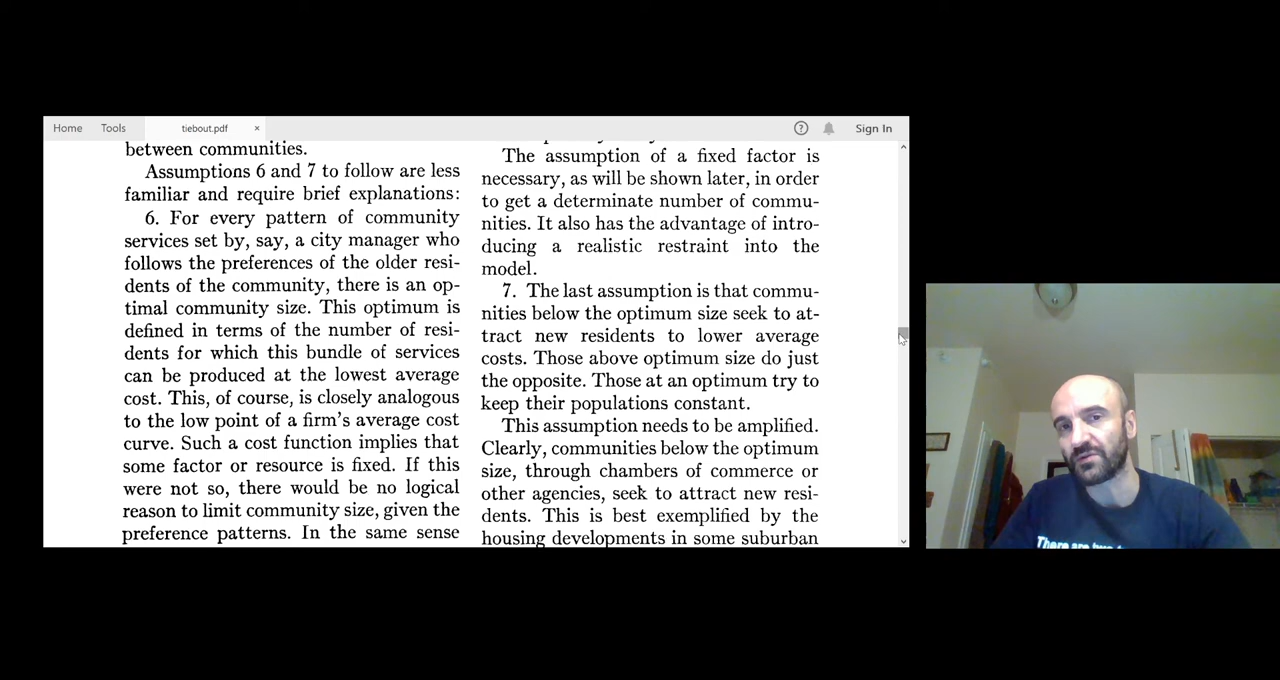 Home Tools tiebout.pdf × ? Sign In
between communities.
Assumptions 6 and 7 to follow are less
familiar and require brief explanations:
6. For every pattern of community
services set by, say, a city manager who
follows the preferences of the older resi-
dents of the community, there is an op-
timal community size. This optimum is
defined in terms of the number of resi-
dents for which this bundle of services
can be produced at the lowest average
cost. This, of course, is closely analogous
to the low point of a firm's average cost
curve. Such a cost function implies that
some factor or resource is fixed. If this
were not so, there would be no logical
reason to limit community size, given the
preference patterns. In the same sense
The assumption of a fixed factor is
necessary, as will be shown later, in order
to get a determinate number of commu-
nities. It also has the advantage of intro-
ducing a realistic restraint into the
model.
7. The last assumption is that commu-
nities below the optimum size seek to at-
tract new residents to lower average
costs. Those above optimum size do just
the opposite. Those at an optimum try to
keep their populations constant.
This assumption needs to be amplified.
Clearly, communities below the optimum
size, through chambers of commerce or
other agencies, seek to attract new resi-
dents. This is best exemplified by the
housing developments in some suburban
There are